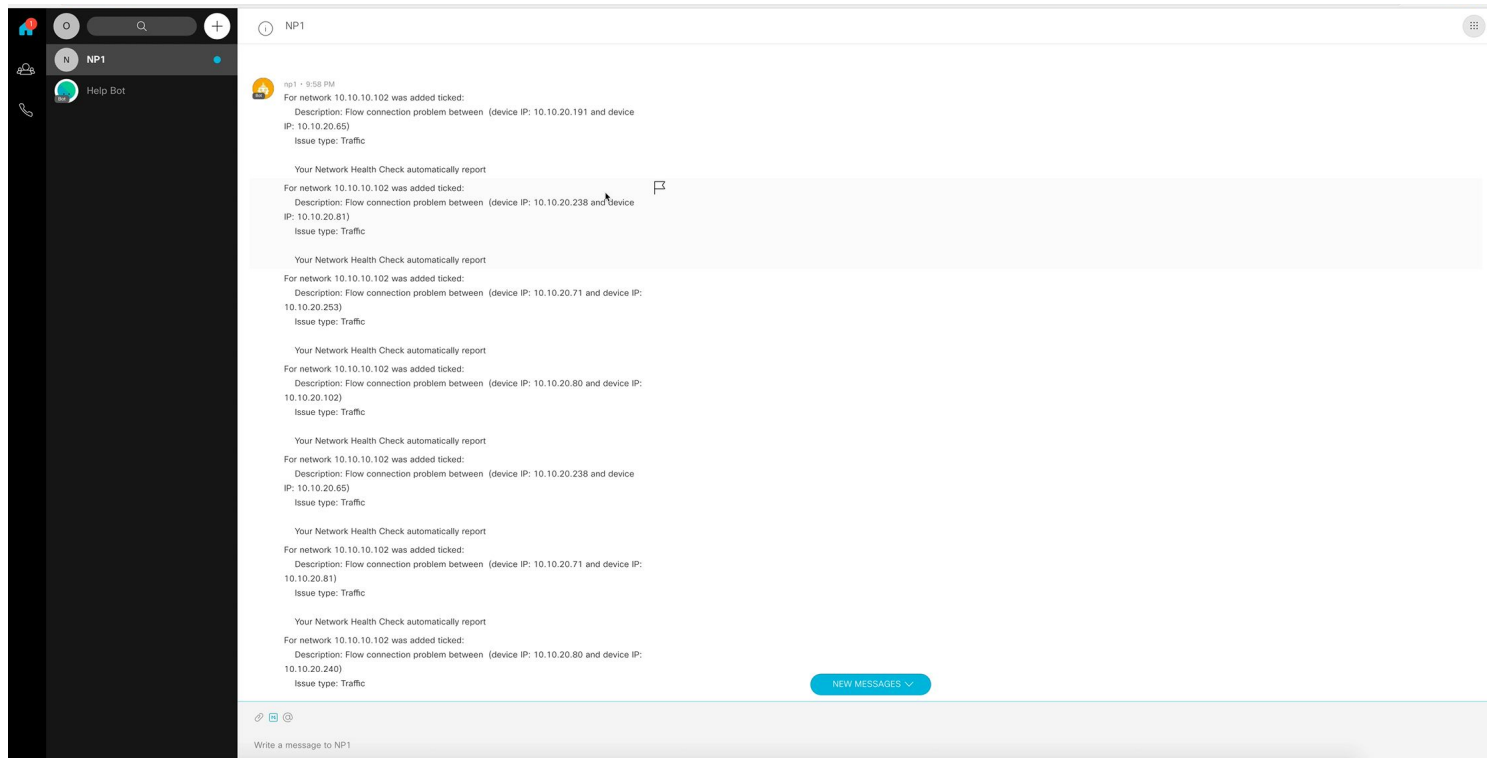 1
O
NP1
N
NP1
Bot
Help Bot
Bot
np1 • 9:58 PM
For network 10.10.10.102 was added ticked:
Description: Flow connection problem between (device IP: 10.10.20.191 and device
IP: 10.10.20.65)
Issue type: Traffic
Your Network Health Check automatically report
For network 10.10.10.102 was added ticked:
Description: Flow connection problem between (device IP: 10.10.20.238 and device
IP: 10.10.20.81)
Issue type: Traffic
Your Network Health Check automatically report
For network 10.10.10.102 was added ticked:
Description: Flow connection problem between (device IP: 10.10.20.71 and device IP:
10.10.20.253)
Issue type: Traffic
Your Network Health Check automatically report
For network 10.10.10.102 was added ticked:
Description: Flow connection problem between (device IP: 10.10.20.80 and device IP:
10.10.20.102)
Issue type: Traffic
Your Network Health Check automatically report
For network 10.10.10.102 was added ticked:
Description: Flow connection problem between (device IP: 10.10.20.238 and device
IP: 10.10.20.65)
Issue type: Traffic
Your Network Health Check automatically report
For network 10.10.10.102 was added ticked:
Description: Flow connection problem between (device IP: 10.10.20.71 and device IP:
10.10.20.81)
Issue type: Traffic
Your Network Health Check automatically report
For network 10.10.10.102 was added ticked:
Description: Flow connection problem between (device IP: 10.10.20.80 and device IP:
10.10.20.240)
Issue type: Traffic
NEW MESSAGES
@
Write a message to NP1